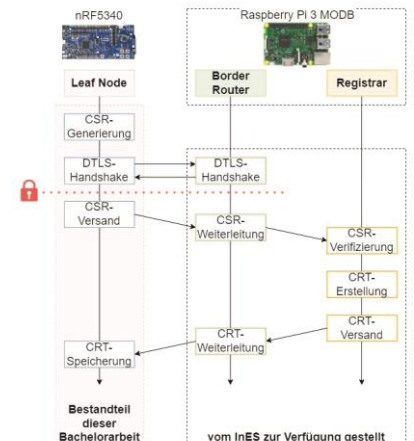 nRF5340
Raspberry Pi 3 MODB
Leaf Node
Border
Router
Registrar
CSR-
Generierung
DTLS-
Handshake
DTLS-
Handshake
CSR-
Versand
CSR-
Weiterleitung
CSR-
Verifizierung
CRT-
Erstellung
CRT-
Versand
CRT-
Weiterleitung
CRT-
Speicherung
Bestandteil
dieser
Bachelorarbeit
vom InES zur Verfügung gestellt